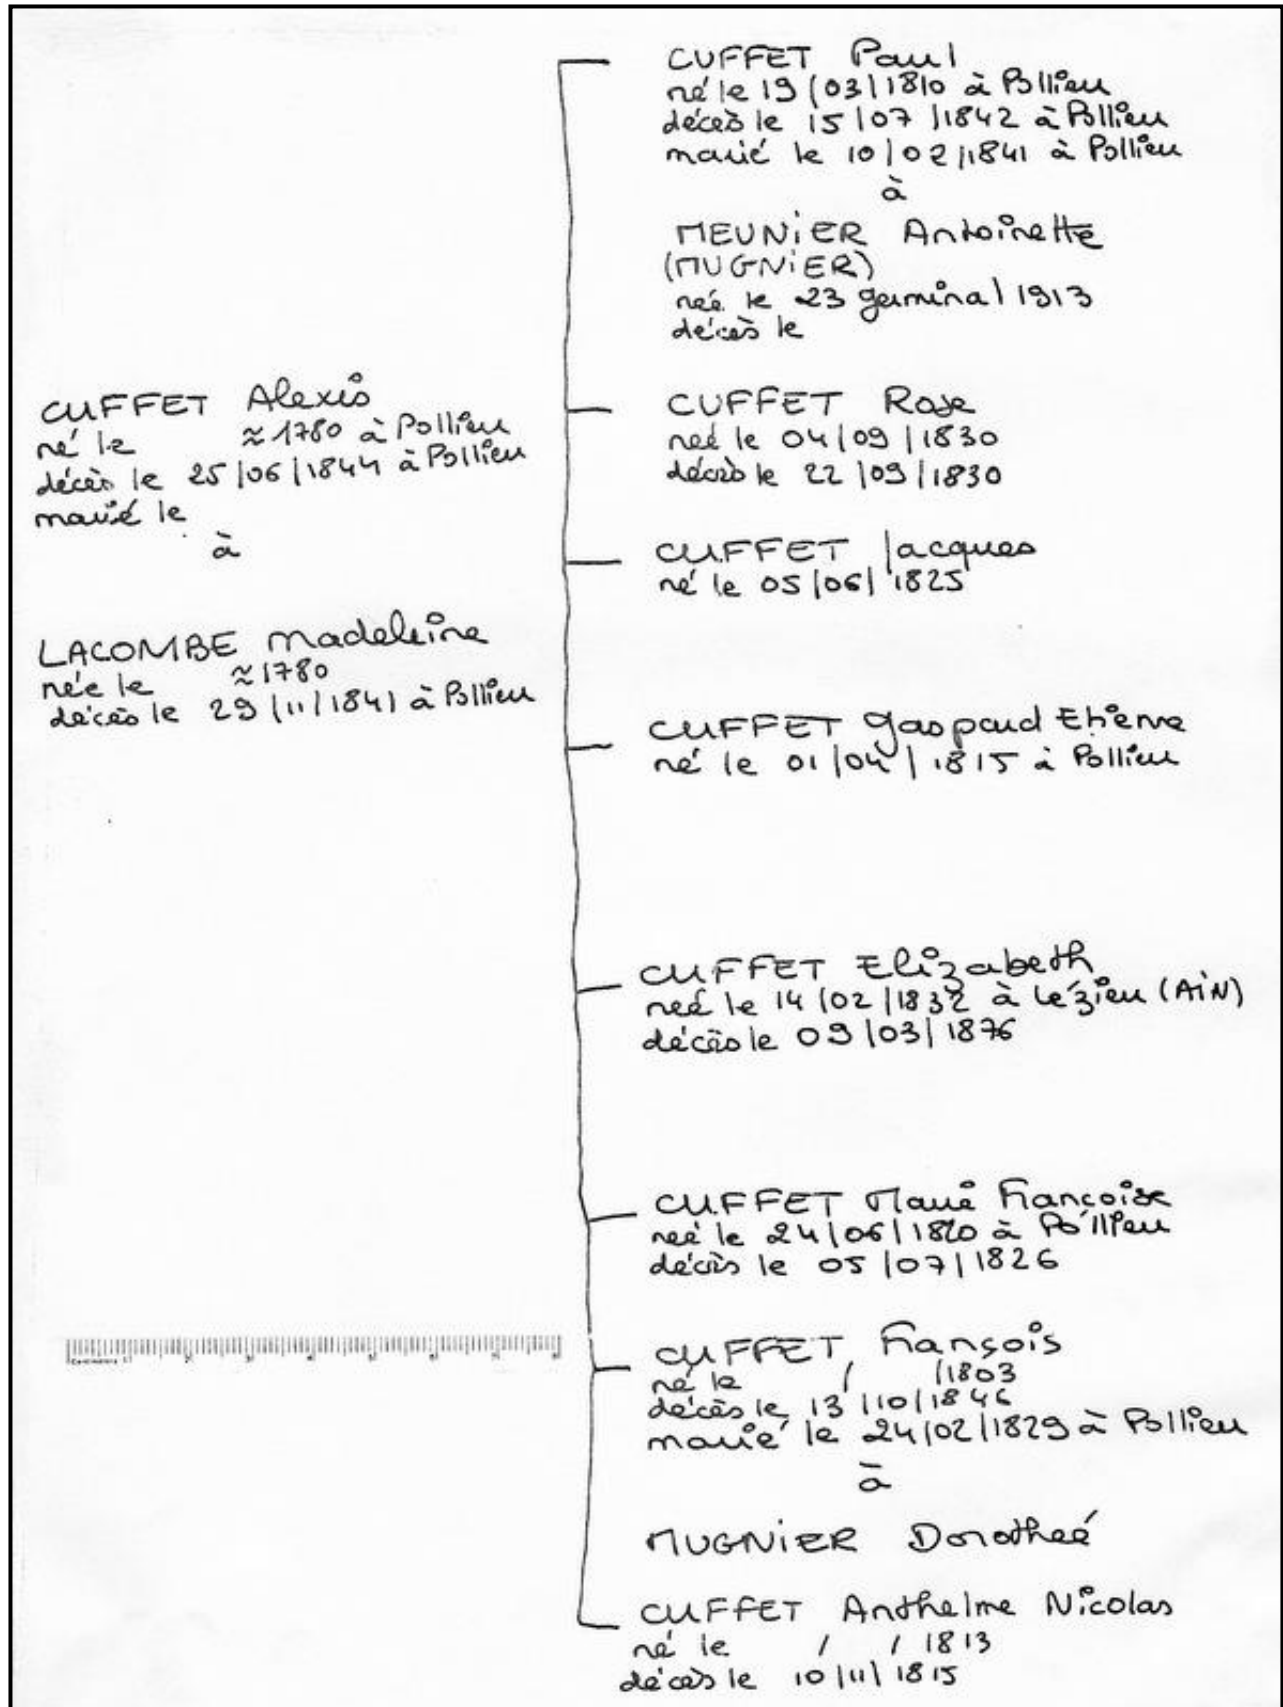 CUFFET Alexis
né le ≈1780 à Pollieu
décès le 25/06/1844 à Pollieu
marié le
à
LACOMBE Madeleine
née le ≈1780
décès le 29/11/1841 à Pollieu
CUFFET Paul
né le 19/03/1810 à Pollieu
décès le 15/07/1842 à Pollieu
marié le 10/02/1841 à Pollieu
à
MEUNIER Antoinette
(MUGNIER)
née le 23 germinal 1913
décès le
CUFFET Rose
née le 04/09/1830
décès le 22/09/1830
CUFFET Jacques
né le 05/06/1825
CUFFET Gaspard Etienne
né le 01/04/1815 à Pollieu
CUFFET Elizabeth
née le 14/02/1832 à Lézieu (AIN)
décès le 09/03/1876
CUFFET Marie Françoise
née le 24/06/1820 à Pollieu
décès le 05/07/1826
CUFFET François
né le / /1803
décès le 13/10/1846
marié le 24/02/1829 à Pollieu
à
MUGNIER Dorothée
CUFFET Anthelme Nicolas
né le / / 1813
décès le 10/11/1815